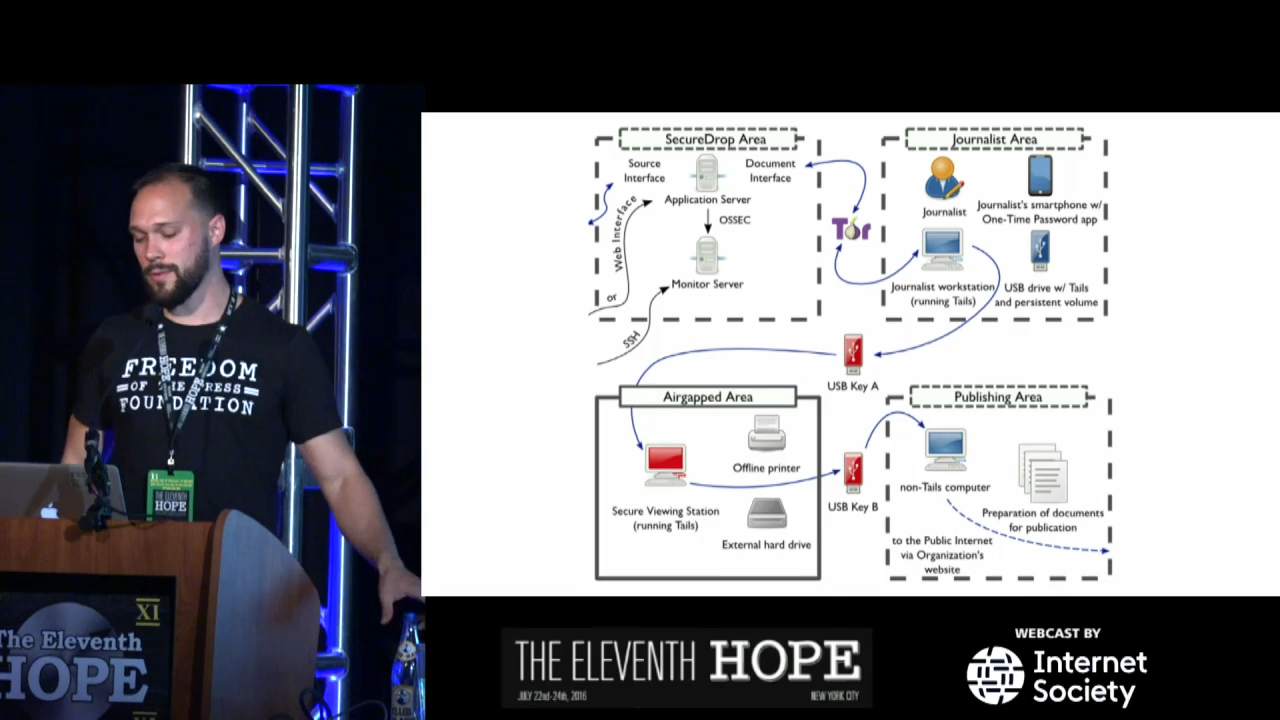 FREEDOM
OF THE PRESS
FOUNDATION
THE ELEVENTH
HOPE
XI
The Eleventh
HOPE
SecureDrop Area
Source
Interface
Document
Interface
Application Server
OSSEC
Monitor Server
Web Interface
or
SSH
Tor
Journalist Area
Journalist
Journalist's smartphone w/
One-Time Password app
Journalist workstation
(running Tails)
USB drive w/ Tails
and persistent volume
USB Key A
Airgapped Area
Offline printer
Secure Viewing Station
(running Tails)
External hard drive
USB Key B
Publishing Area
non-Tails computer
Preparation of documents
for publication
to the Public Internet
via Organization's
website
THE ELEVENTH HOPE
JULY 22nd-24th, 2016
NEW YORK CITY
WEBCAST BY
Internet
Society